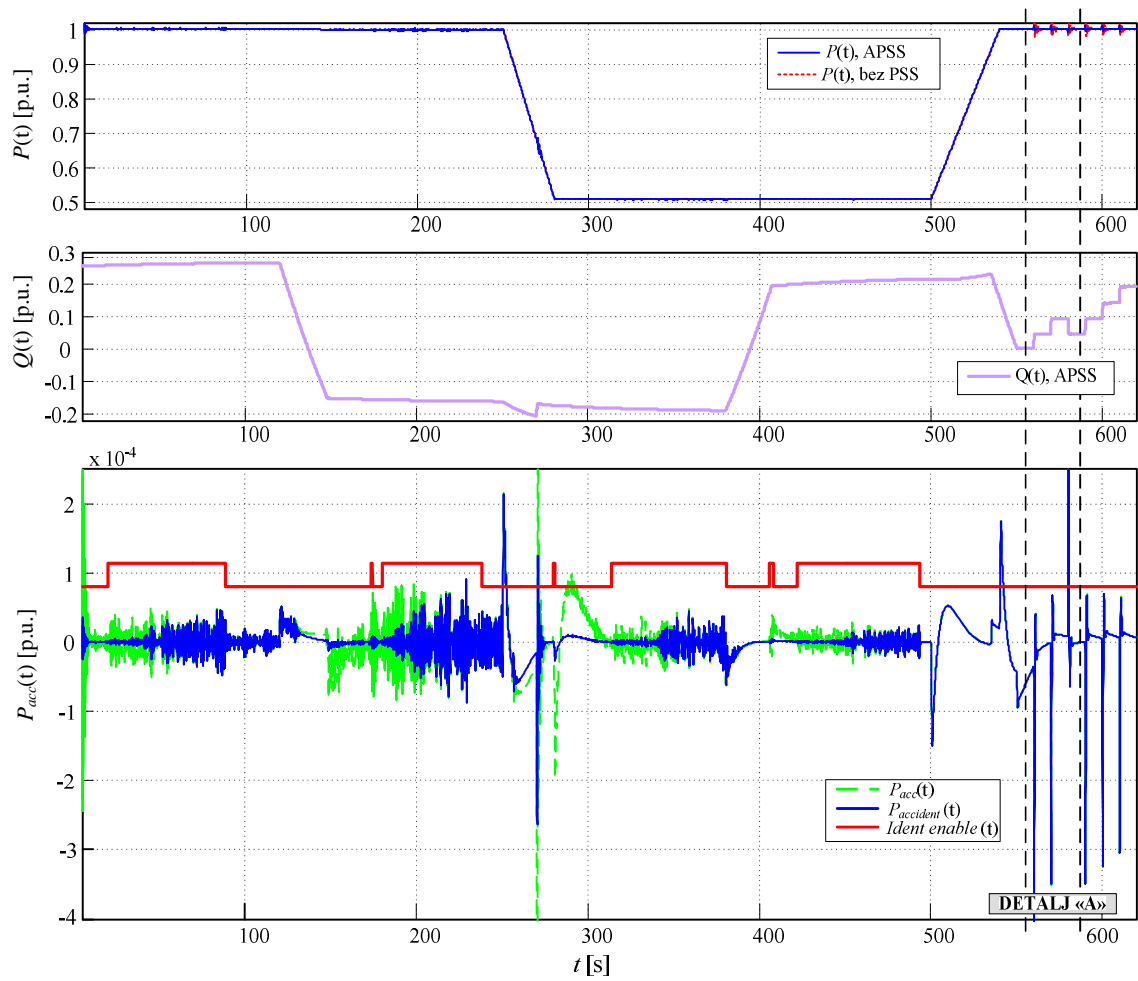 1
0.9
0.8
0.7
0.6
0.5
P(t) [p.u.]
P(t), APSS
P(t), bez PSS
100 200 300 400 500 600
0.3
0.2
0.1
0
-0.1
-0.2
Q(t) [p.u.]
Q(t), APSS
100 200 300 400 500 600
x 10-4
2
1
0
-1
-2
-3
-4
Pacc(t) [p.u.]
Pacc(t)
Paccident (t)
Ident enable (t)
DETALJ «A»
100 200 300 400 500 600
t [s]